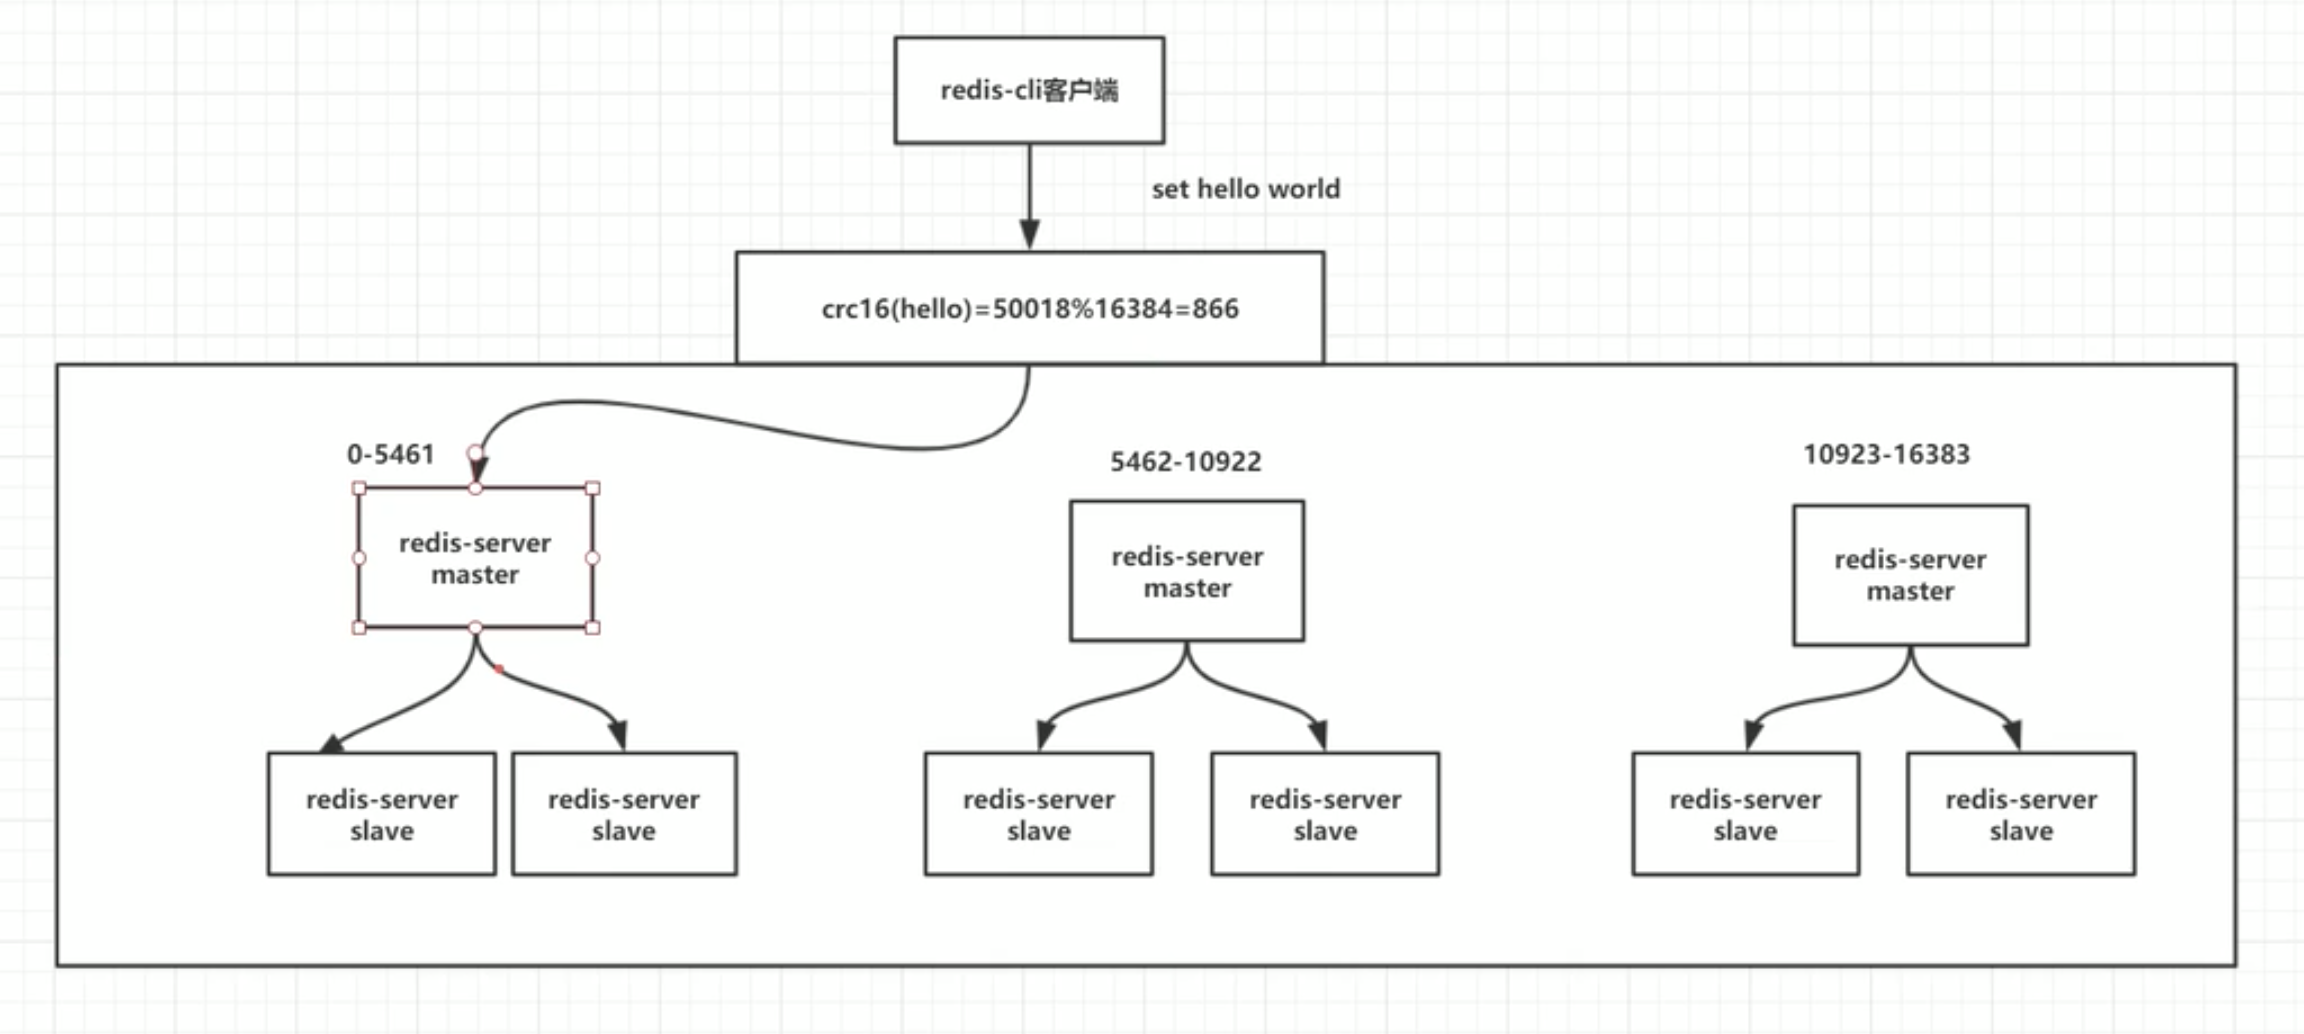 redis-cli客户端
set hello world
crc16(hello)=50018%16384=866
0-5461
5462-10922
10923-16383
redis-server
master
redis-server
master
redis-server
master
redis-server
slave
redis-server
slave
redis-server
slave
redis-server
slave
redis-server
slave
redis-server
slave